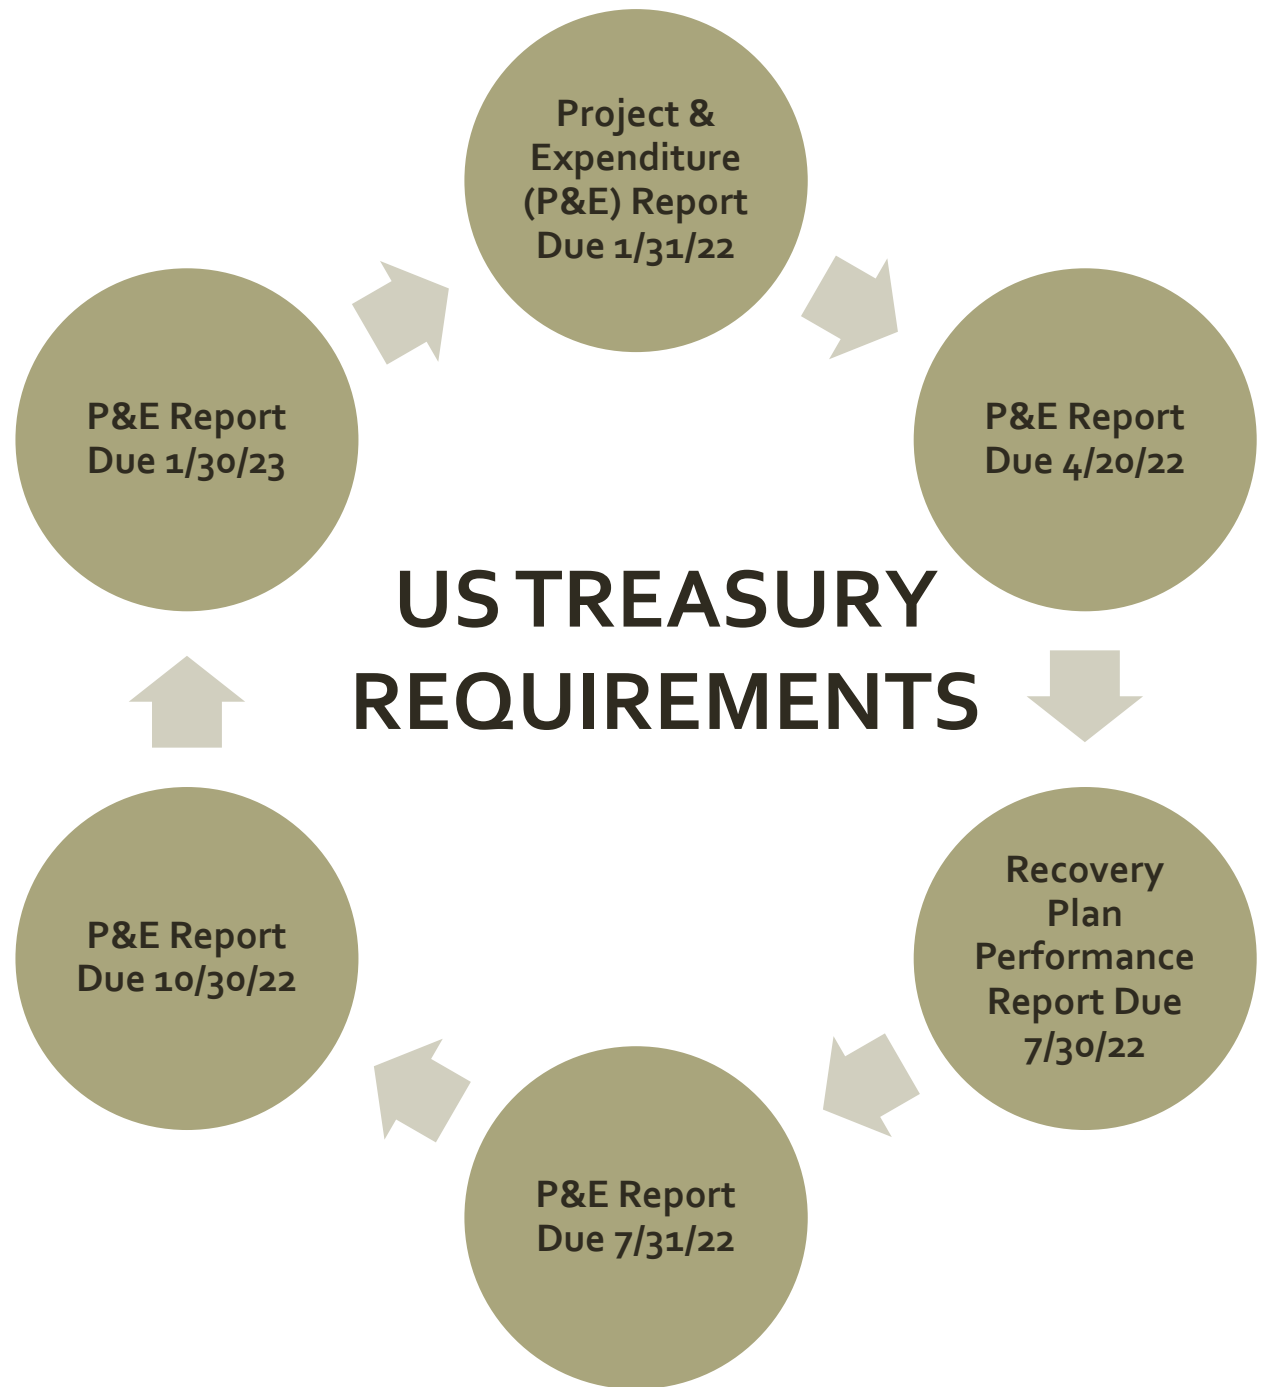 Project &
Expenditure
(P&E) Report
Due 1/31/22
P&E Report
Due 4/20/22
Recovery
Plan
Performance
Report Due
7/30/22
P&E Report
Due 7/31/22
P&E Report
Due 10/30/22
P&E Report
Due 1/30/23
US TREASURY
REQUIREMENTS